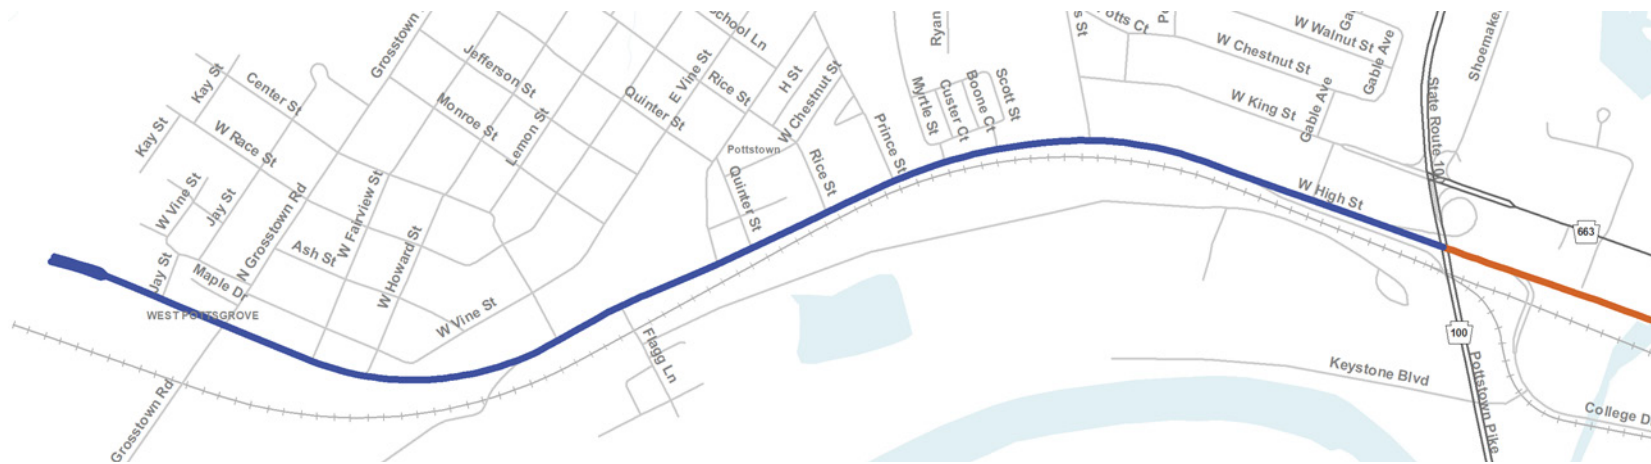 School Ln
Ryan
s St
Potts Ct
W Walnut St
Gable Ave
Shoemake
Grosstown
Jefferson St
E Vine St
Rice St
H St
W Chestnut St
W Chestnut St
Kay St
Center St
Monroe St
Quinter St
Lemon St
Myrtle St
Custer Ct
Boone Ct
Scott St
W King St
Gable Ave
State Route 100
Kay St
W Race St
Prince St
Pottstown
Rice St
Quinter St
W High St
W Vine St
Jay St
N Grosstown Rd
W Fairview St
W Howard St
Ash St
663
Jay St
Maple Dr
WEST POTTSGROVE
W Vine St
100
Flagg Ln
Keystone Blvd
Pottstown Pike
Grosstown Rd
College D